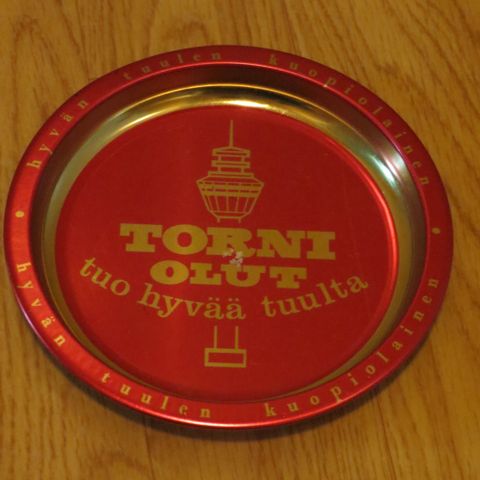 hyvän tuulen kuopiolainen
TORNI
OLUT
tuo hyvää tuulta
hyvän tuulen kuopiolainen